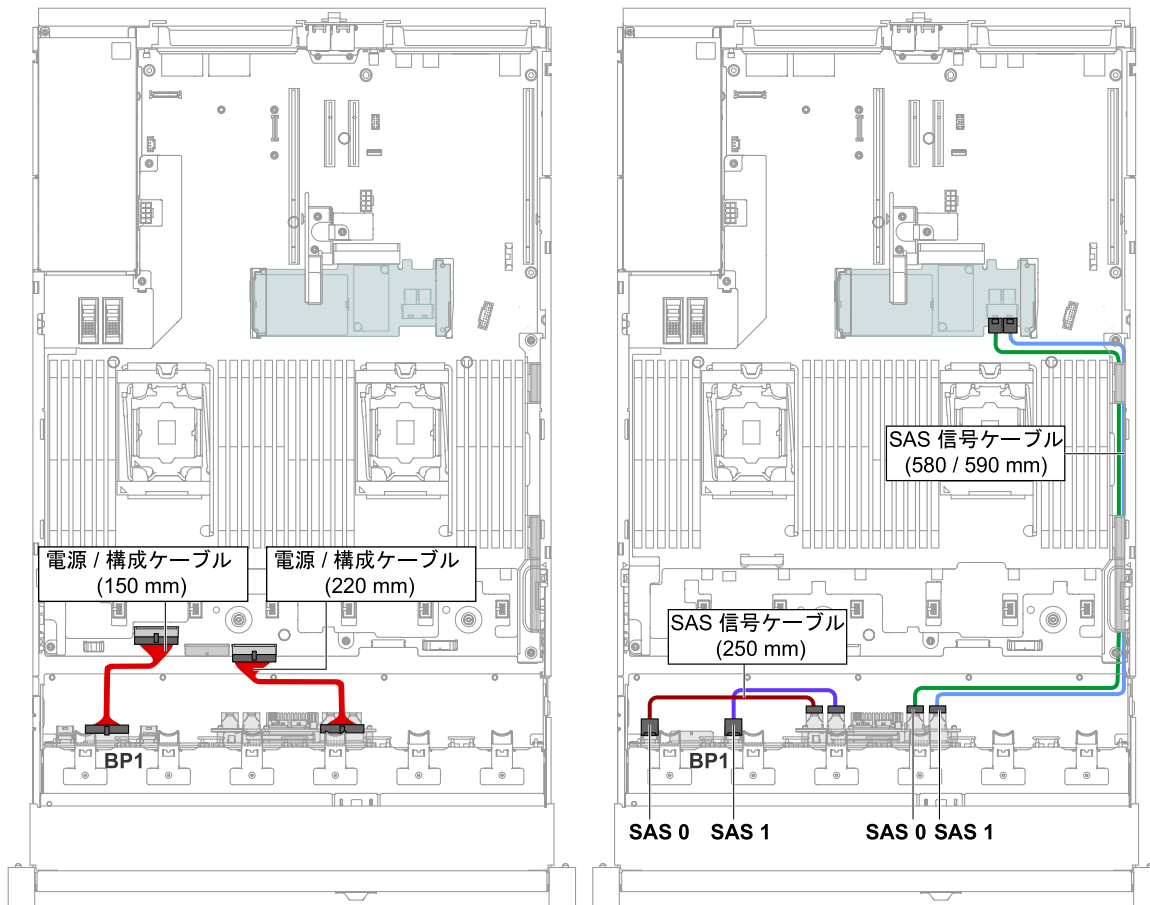 電源 / 構成ケーブル
(150 mm)
電源 / 構成ケーブル
(220 mm)
BP1
SAS 信号ケーブル
(580 / 590 mm)
SAS 信号ケーブル
(250 mm)
BP1
SAS 0
SAS 1
SAS 0
SAS 1